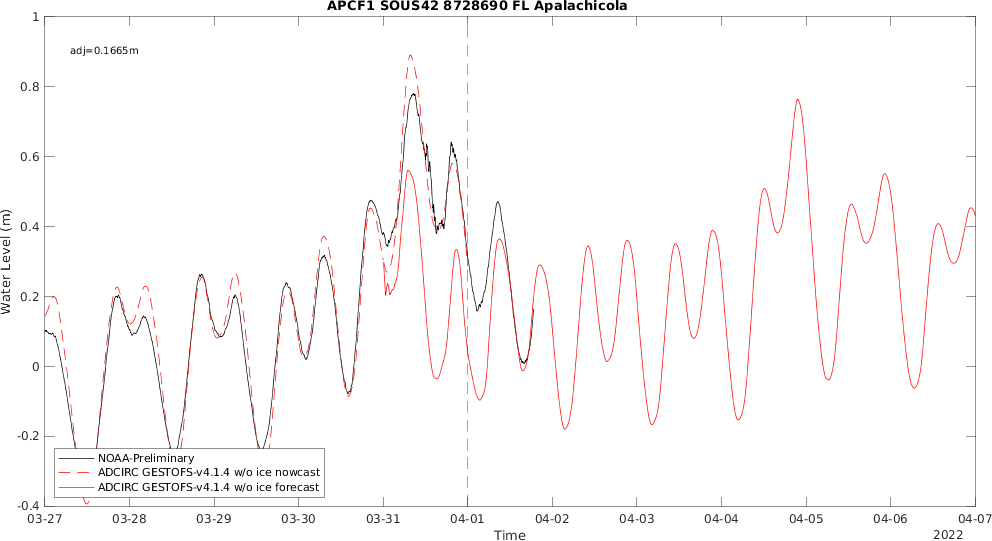 APCF1 SOUS42 8728690 FL Apalachicola
adj=0.1665m
1
0.8
0.6
0.4
0.2
0
-0.2
-0.4
Water Level (m)
NOAA-Preliminary
ADCIRC GESTOFS-v4.1.4 w/o ice nowcast
ADCIRC GESTOFS-v4.1.4 w/o ice forecast
03-27 03-28 03-29 03-30 03-31 04-01 04-02 04-03 04-04 04-05 04-06 04-07
Time
2022